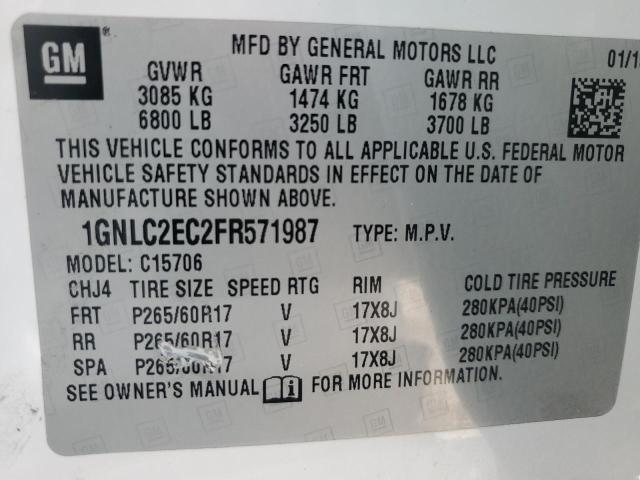 GM
MFD BY GENERAL MOTORS LLC 01/1
GVWR GAWR FRT GAWR RR
3085 KG 1474 KG 1678 KG
6800 LB 3250 LB 3700 LB
THIS VEHICLE CONFORMS TO ALL APPLICABLE U.S. FEDERAL MOTOR
VEHICLE SAFETY STANDARDS IN EFFECT ON THE DATE OF
MANUFACTURE SHOWN ABOVE.
1GNLC2EC2FR571987 TYPE: M.P.V.
MODEL: C15706
CHJ4 TIRE SIZE SPEED RTG RIM COLD TIRE PRESSURE
FRT P265/60R17 V 17X8J 280KPA(40PSI)
RR P265/60R17 V 17X8J 280KPA(40PSI)
SPA P265/60R17 V 17X8J 280KPA(40PSI)
SEE OWNER'S MANUAL FOR MORE INFORMATION.